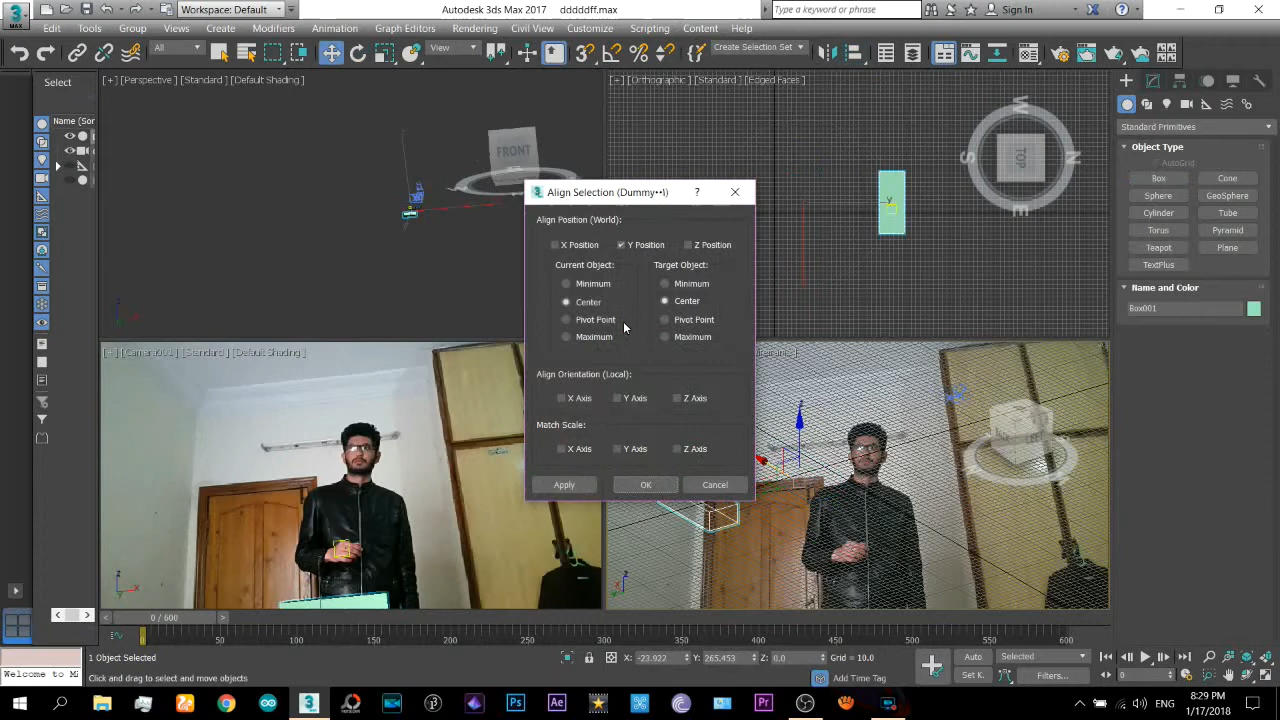 MAX
Workspace: Default
Autodesk 3ds Max 2017
dddddff.max
Type a keyword or phrase
Sign In
Edit
Tools
Group
Views
Create
Modifiers
Animation
Graph Editors
Rendering
Civil View
Customize
Scripting
Content
Help
All
View
Create Selection Set
Select
Name (Sor
[+] [Perspective] [Standard] [Default Shading]
FRONT
[+] [Orthographic] [Standard] [Edged Faces]
W
S
TOP
N
E
y
Standard Primitives
Object Type
AutoGrid
Box
Cone
Sphere
GeoSphere
Cylinder
Tube
Torus
Pyramid
Teapot
Plane
TextPlus
Name and Color
Box001
Align Position (World):
X Position
Y Position
Z Position
Current Object:
Target Object:
Minimum
Minimum
Center
Center
Pivot Point
Pivot Point
Maximum
Maximum
Align Orientation (Local):
X Axis
Y Axis
Z Axis
Match Scale:
X Axis
Y Axis
Z Axis
Apply
OK
Cancel
[+] [Camera001] [Standard] [Default Shading]
z
x
z
LEFT
0 / 600
0
50
100
150
200
250
300
350
400
450
500
550
600
1 Object Selected
X: -23.922
Y: 265.453
Z: 0.0
Grid = 10.0
Auto
Selected
Welcome to Mi
Click and drag to select and move objects
Add Time Tag
Set K.
Filters...
0
ENG
8:29 PM
1/17/2018